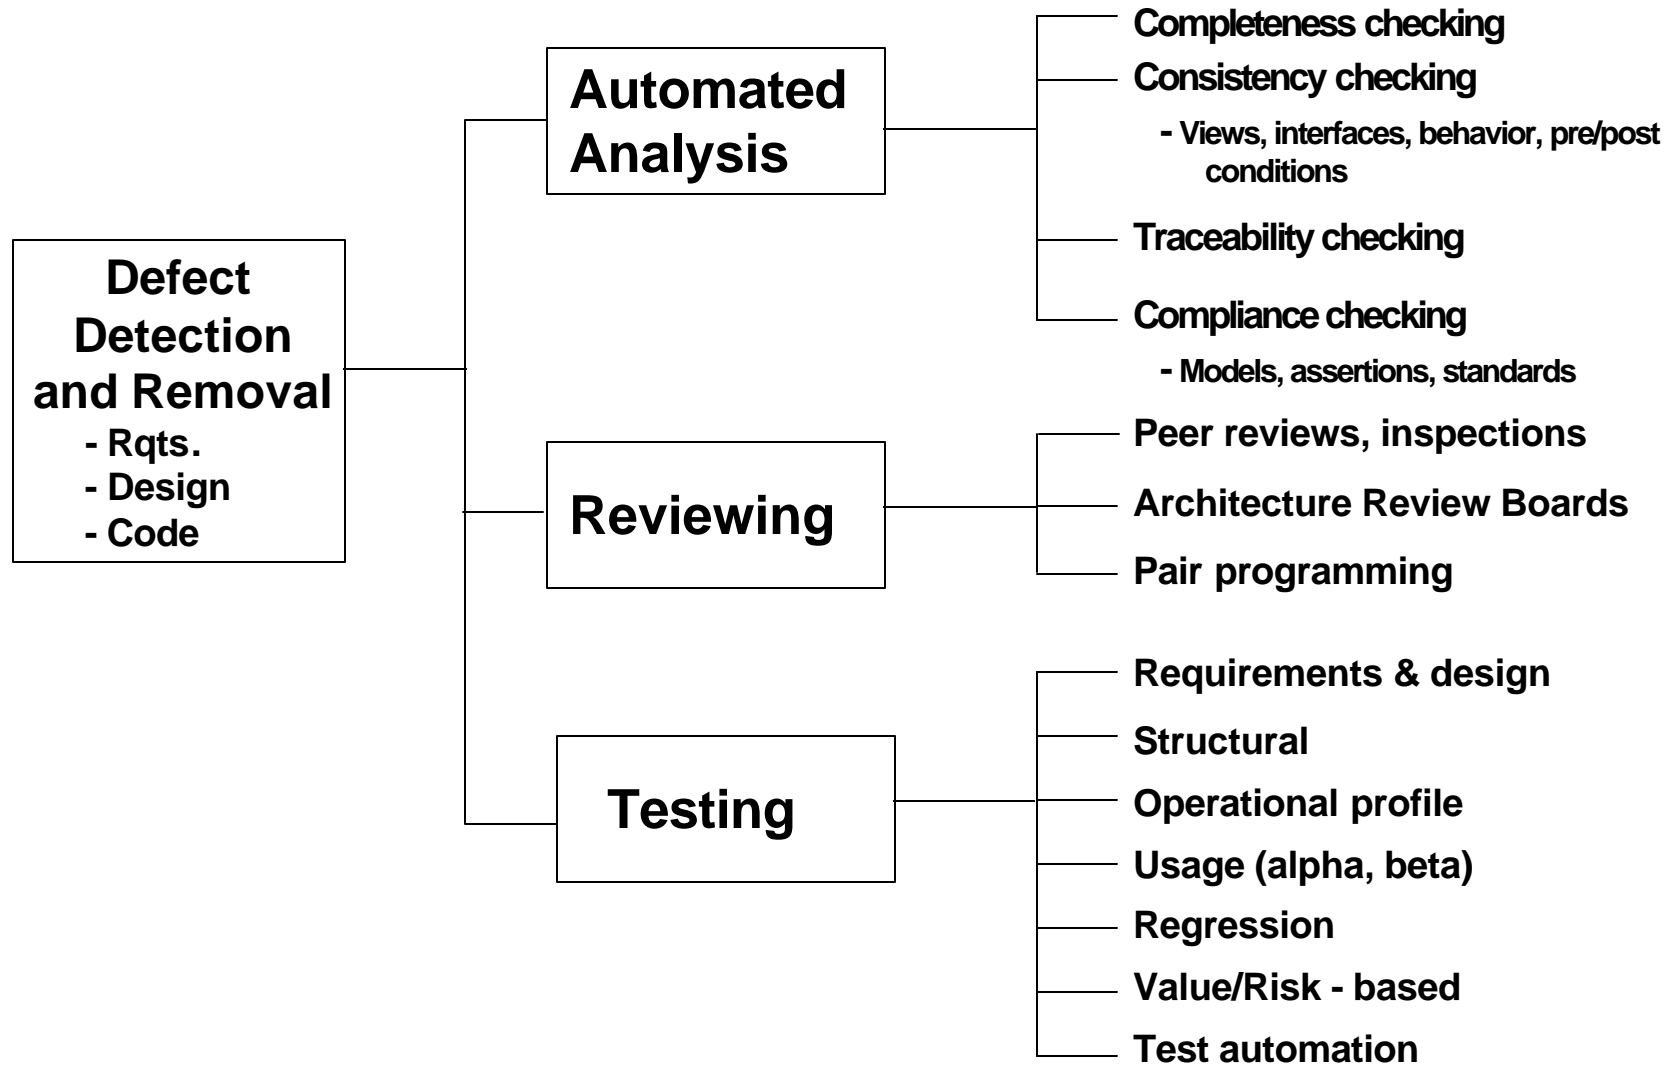 Defect
Detection
and Removal
- Rqts.
- Design
- Code
Automated
Analysis
Completeness checking
Consistency checking
- Views, interfaces, behavior, pre/post
conditions
Traceability checking
Compliance checking
- Models, assertions, standards
Reviewing
Peer reviews, inspections
Architecture Review Boards
Pair programming
Testing
Requirements & design
Structural
Operational profile
Usage (alpha, beta)
Regression
Value/Risk - based
Test automation